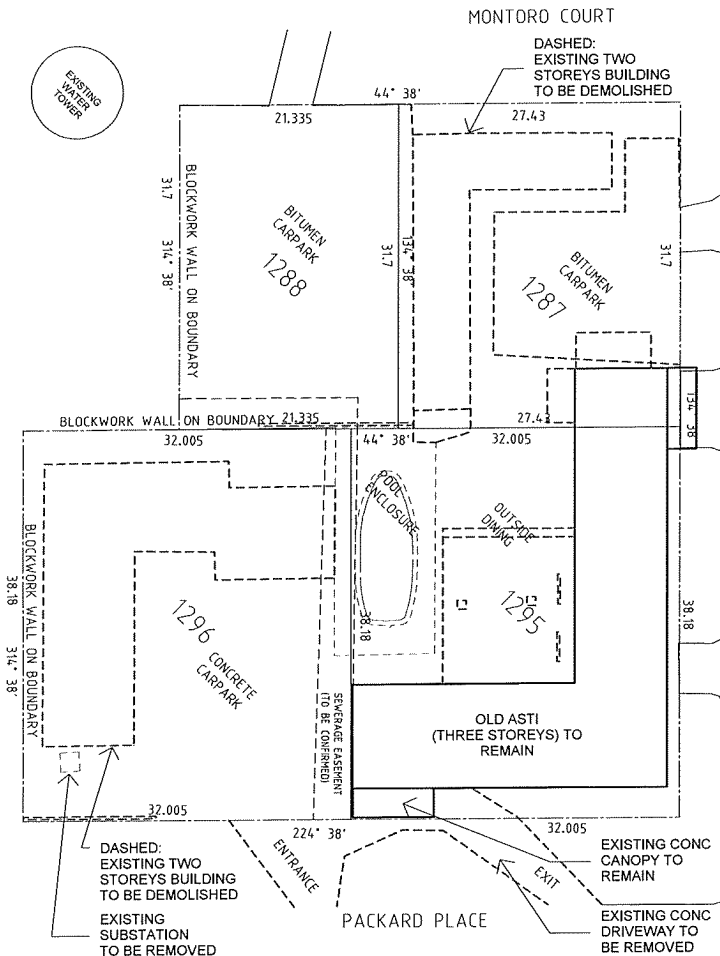 MONTORO COURT
DASHED:
EXISTING TWO
STOREYS BUILDING
TO BE DEMOLISHED
EXISTING
WATER
TOWER
44° 38'
21.335
27.43
BLOCKWORK WALL ON BOUNDARY
31.7
314° 38'
BITUMEN
CARPARK
1288
31.7
134° 38'
BITUMEN
CARPARK
1287
31.7
134° 38'
BLOCKWORK WALL ON BOUNDARY
21.335
27.43
32.005
44° 38'
32.005
POOL
ENCLOSURE
OUTSIDE
DINING
1295
38.18
38.18
BLOCKWORK WALL ON BOUNDARY
38.18
314° 38'
1296
CONCRETE
CARPARK
SEWERAGE EASEMENT
(TO BE CONFIRMED)
OLD ASTI
(THREE STOREYS) TO
REMAIN
32.005
224° 38'
32.005
ENTRANCE
EXIT
DASHED:
EXISTING TWO
STOREYS BUILDING
TO BE DEMOLISHED
EXISTING
SUBSTATION
TO BE REMOVED
PACKARD PLACE
EXISTING CONC
CANOPY TO
REMAIN
EXISTING CONC
DRIVEWAY TO
BE REMOVED